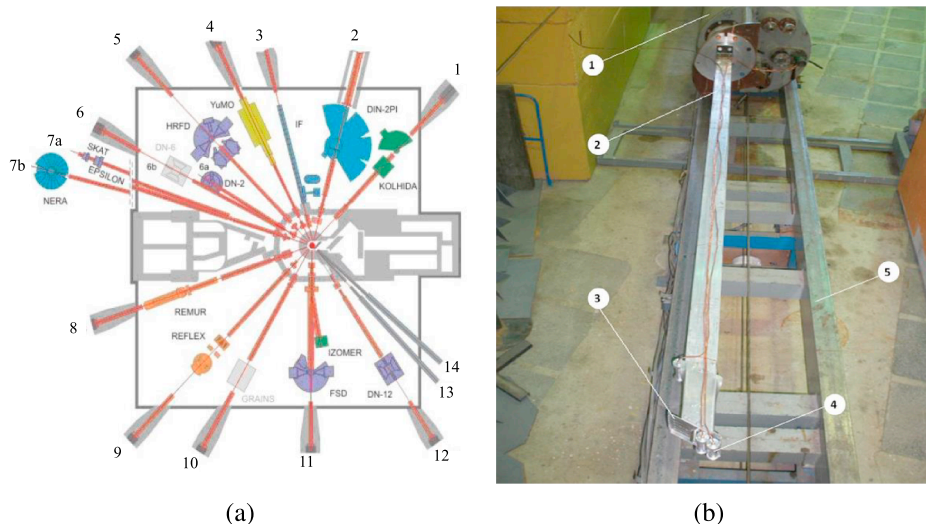 5
4
3
2
1
YuMO
DIN-2PI
HRFD
IF
6
7a
DN-6
7b
SKAT
6b
6a
EPSILON
DN-2
KOLHIDA
NERA
8
REMUR
REFLEX
IZOMER
14
13
GRAINS
FSD
DN-12
9
10
11
12
(a)
1
2
3
5
4
(b)